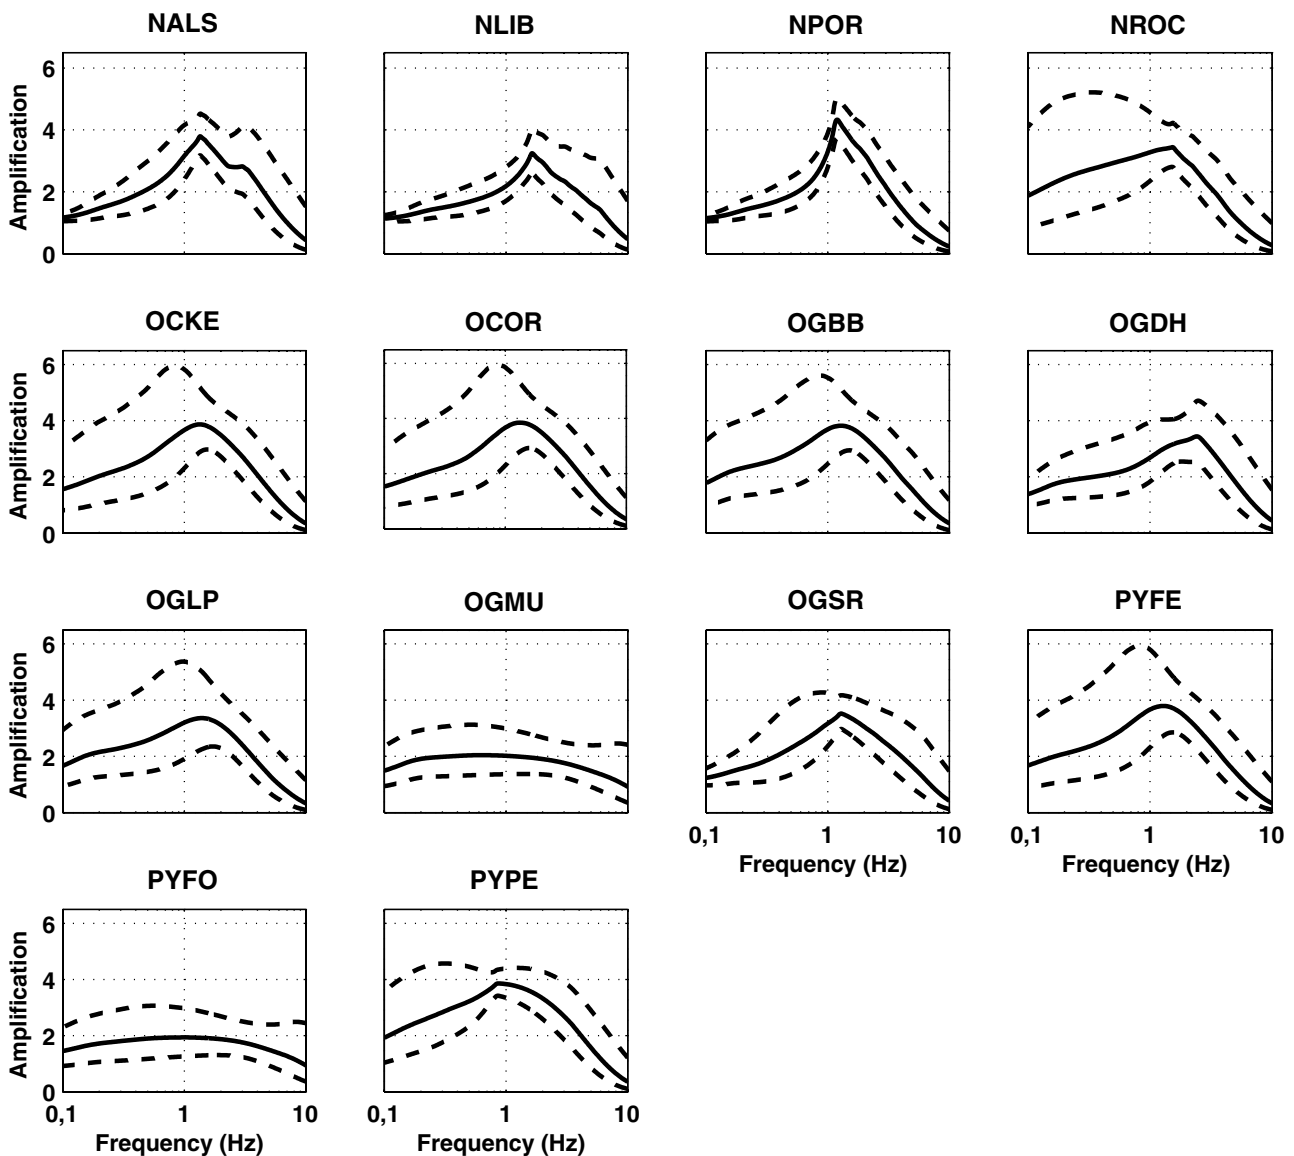 NALS NLIB NPOR NROC
Amplification
6
4
2
0
OCKE OCOR OGBB OGDH
Amplification
6
4
2
0
OGLP OGMU OGSR PYFE
Amplification
6
4
2
0
0,1 1 10 0,1 1 10
Frequency (Hz) Frequency (Hz)
PYFO PYPE
Amplification
6
4
2
0
0,1 1 10 0,1 1 10
Frequency (Hz) Frequency (Hz)